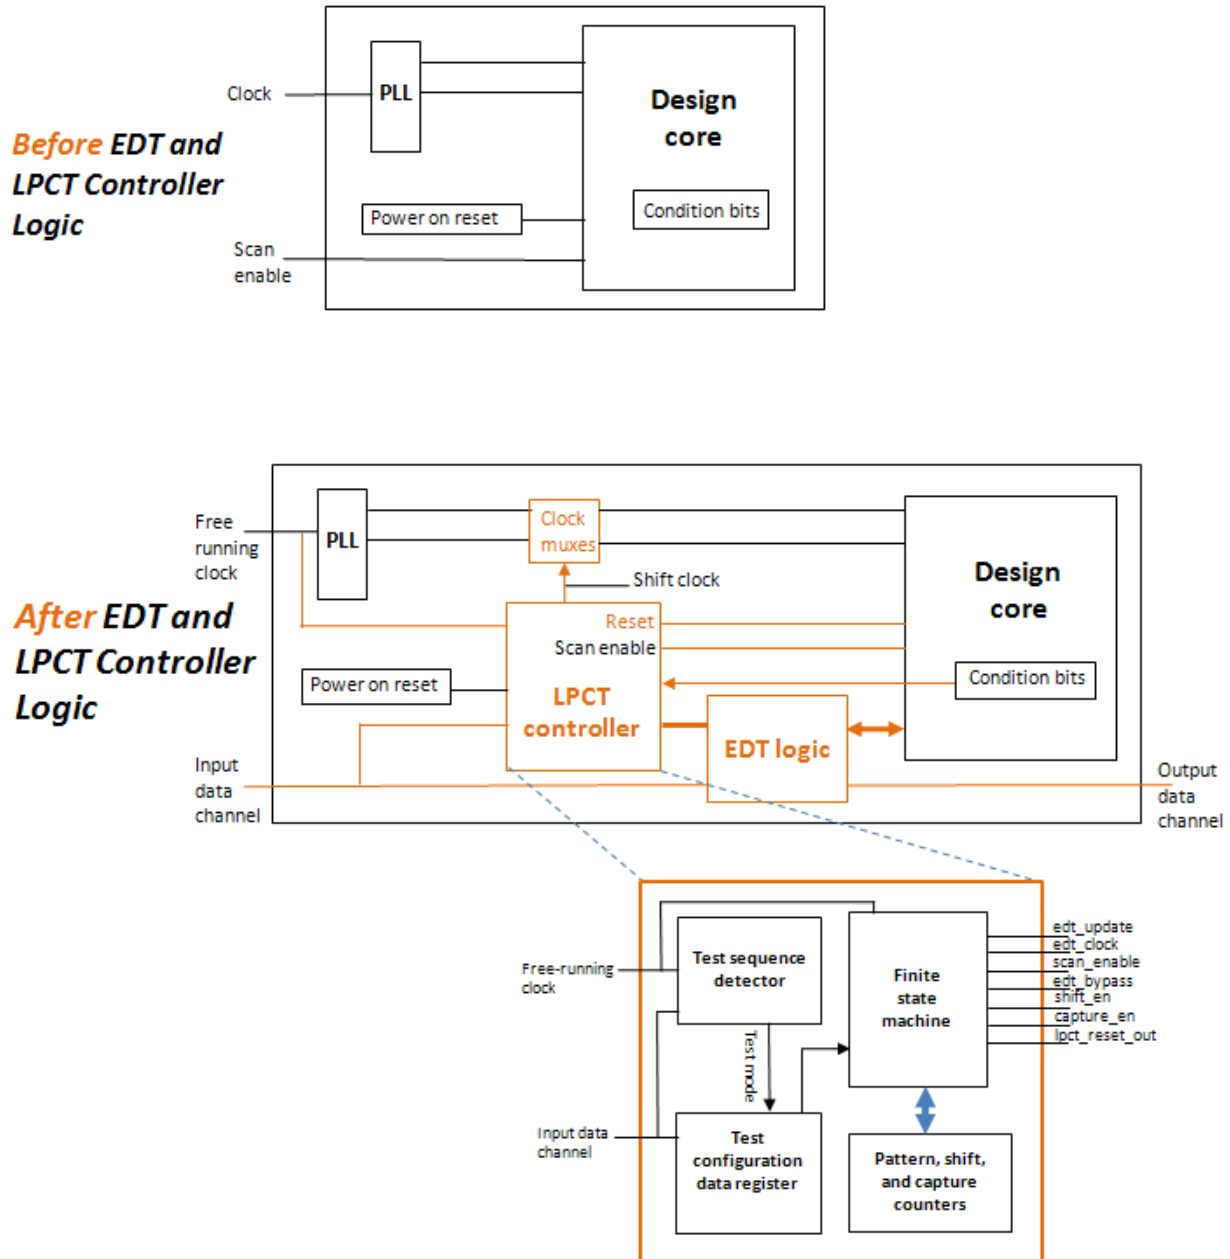 Clock
PLL
Design
core
Before EDT and
LPCT Controller
Logic
Power on reset
Condition bits
Scan
enable
Free
running
clock
PLL
Clock
muxes
Shift clock
Design
core
After EDT and
LPCT Controller
Logic
Reset
Scan enable
Power on reset
LPCT
controller
Condition bits
EDT logic
Input
data
channel
Output
data
channel
Free-running
clock
Test sequence
detector
Finite
state
machine
edt_update
edt_clock
scan_enable
edt_bypass
shift_en
capture_en
lpct_reset_out
Test mode
Input data
channel
Test
configuration
data register
Pattern, shift,
and capture
counters